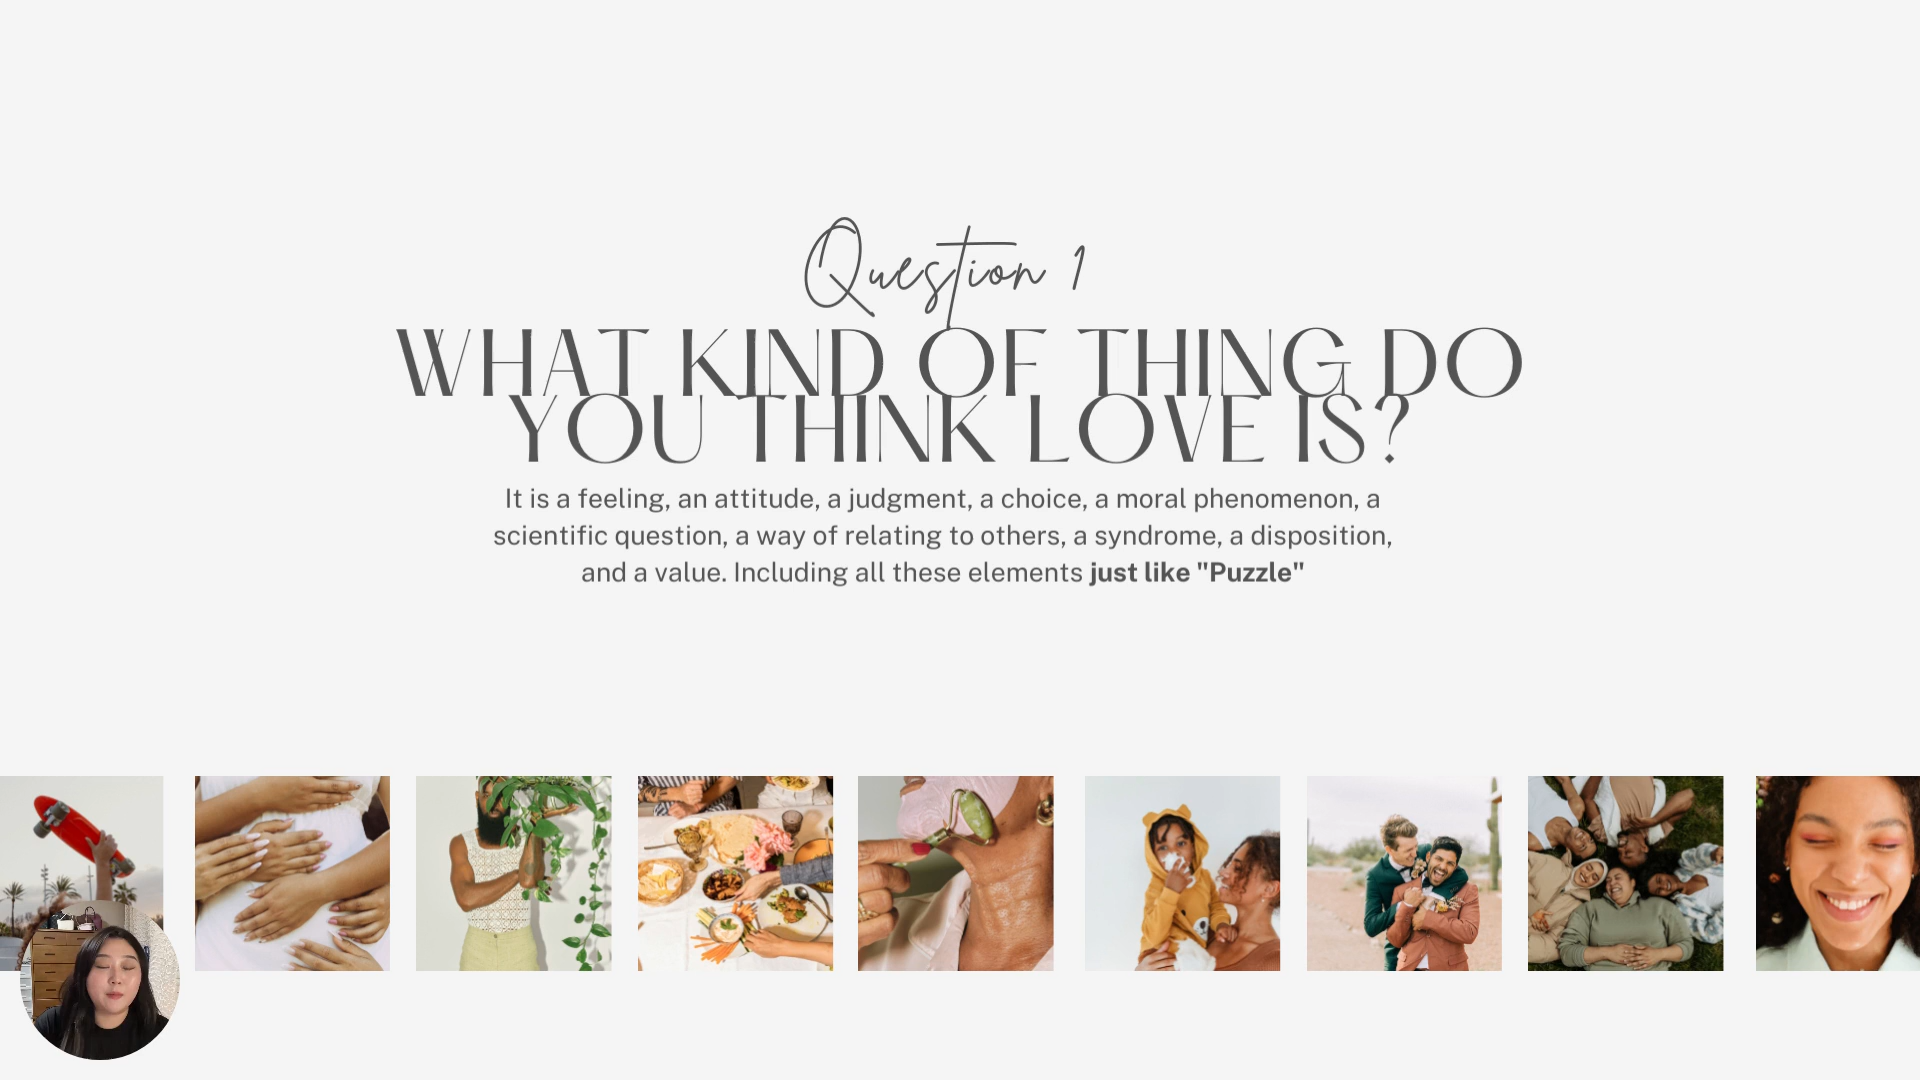 Question 1
WHAT KIND OF THING DO
YOU THINK LOVE IS?
It is a feeling, an attitude, a judgment, a choice, a moral phenomenon, a
scientific question, a way of relating to others, a syndrome, a disposition,
and a value. Including all these elements just like "Puzzle"